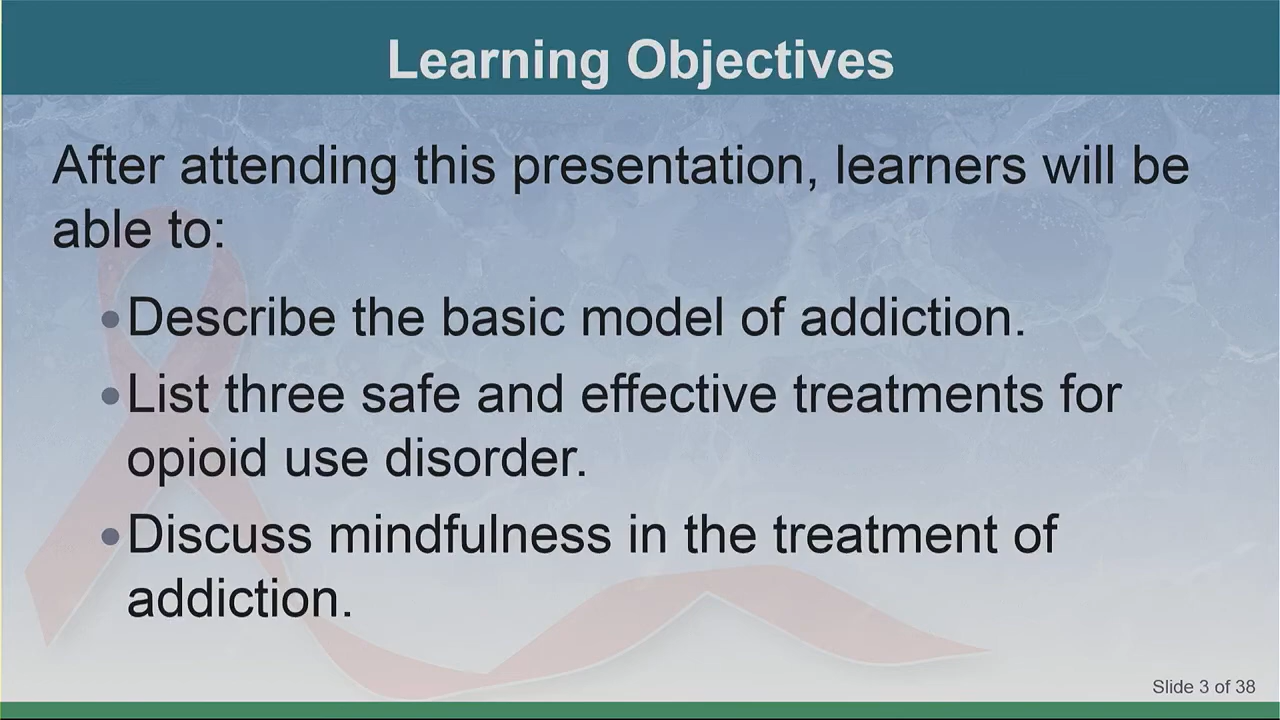 Learning Objectives
After attending this presentation, learners will be
able to:
•Describe the basic model of addiction.
•List three safe and effective treatments for
opioid use disorder.
•Discuss mindfulness in the treatment of
addiction.
Slide 3 of 38